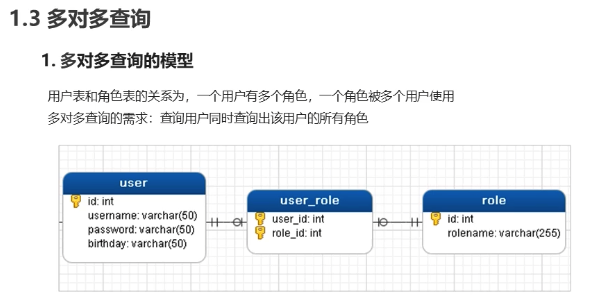 1.3 多对多查询
1. 多对多查询的模型
用户表和角色表的关系为，一个用户有多个角色，一个角色被多个用户使用
多对多查询的需求：查询用户同时查询出该用户的所有角色
user
id: int
username: varchar(50)
password: varchar(50)
birthday: varchar(50)
user_role
user_id: int
role_id: int
role
id: int
rolename: varchar(255)